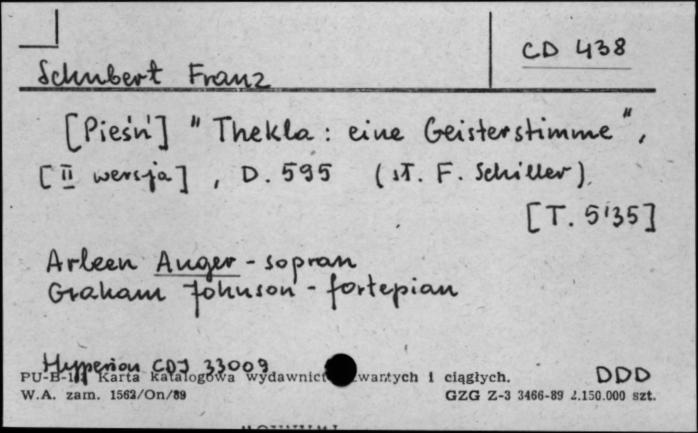 CD 438
Schubert Franz
[Pieśń] "Thekla: eine Geisterstimme",
[II wersja], D. 595 (sł. F. Schiller)
[T. 5'35]
Arleen Auger - sopran
Graham Johnson - fortepian
Hyperion CDJ 33009
DDD
PU-B-1 Karta katalogowa wydawnict zwartych i ciągłych.
W.A. zam. 1562/On/89 GZG Z-3 3466-89 2.150.000 szt.